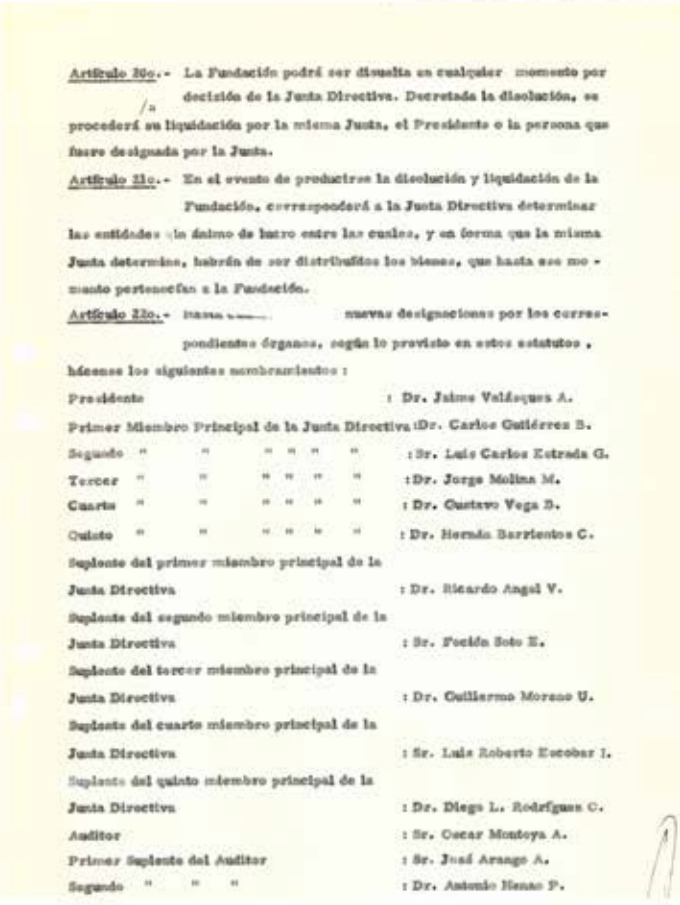 Artículo 20o.- La Fundación podrá ser disuelta en cualquier momento por
decisión de la Junta Directiva. Decretada la disolución, se
/a
procederá su liquidación por la misma Junta, el Presidente o la persona que
fuere designada por la Junta.
Artículo 21o.- En el evento de producirse la disolución y liquidación de la
Fundación, corresponderá a la Junta Directiva determinar
las entidades sin ánimo de lucro entre las cuales, y en forma que la misma
Junta determine, habrán de ser distribuídos los bienes, que hasta ese mo -
mento pertenecían a la Fundación.
Artículo 22o.- nuevas designaciones por los corres-
pondientes órganos, según lo previsto en estos estatutos ,
hácense los siguientes nombramientos :
Presidente : Dr. Jaime Velásquez A.
Primer Miembro Principal de la Junta Directiva :Dr. Carlos Gutiérrez B.
Segundo " " " " " " : Sr. Luis Carlos Estrada G.
Tercer " " " " " " : Dr. Jorge Molina M.
Cuarto " " " " " " : Dr. Gustavo Vega B.
Quinto " " " " " " : Dr. Hernán Barrientos C.
Suplente del primer miembro principal de la
Junta Directiva : Dr. Ricardo Angel V.
Suplente del segundo miembro principal de la
Junta Directiva : Sr. Foción Soto E.
Suplente del tercer miembro principal de la
Junta Directiva : Dr. Guillermo Moreno U.
Suplente del cuarto miembro principal de la
Junta Directiva : Sr. Luis Roberto Escobar I.
Suplente del quinto miembro principal de la
Junta Directiva : Dr. Diego L. Rodríguez C.
Auditor : Sr. Oscar Montoya A.
Primer Suplente del Auditor : Sr. José Arango A.
Segundo " " " : Dr. Antonio Henao P.